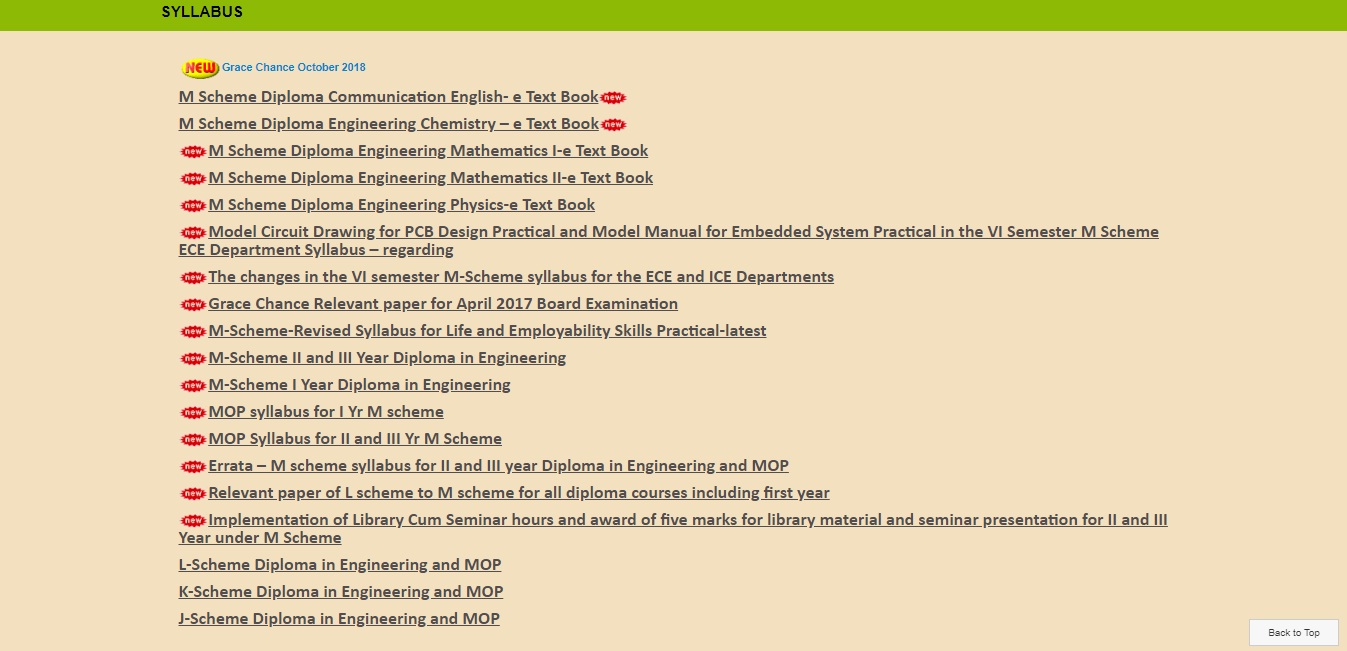 SYLLABUS
NEW Grace Chance October 2018
M Scheme Diploma Communication English- e Text Book new
M Scheme Diploma Engineering Chemistry – e Text Book new
new M Scheme Diploma Engineering Mathematics I-e Text Book
new M Scheme Diploma Engineering Mathematics II-e Text Book
new M Scheme Diploma Engineering Physics-e Text Book
new Model Circuit Drawing for PCB Design Practical and Model Manual for Embedded System Practical in the VI Semester M Scheme
ECE Department Syllabus – regarding
new The changes in the VI semester M-Scheme syllabus for the ECE and ICE Departments
new Grace Chance Relevant paper for April 2017 Board Examination
new M-Scheme-Revised Syllabus for Life and Employability Skills Practical-latest
new M-Scheme II and III Year Diploma in Engineering
new M-Scheme I Year Diploma in Engineering
new MOP syllabus for I Yr M scheme
new MOP Syllabus for II and III Yr M Scheme
new Errata – M scheme syllabus for II and III year Diploma in Engineering and MOP
new Relevant paper of L scheme to M scheme for all diploma courses including first year
new Implementation of Library Cum Seminar hours and award of five marks for library material and seminar presentation for II and III
Year under M Scheme
L-Scheme Diploma in Engineering and MOP
K-Scheme Diploma in Engineering and MOP
J-Scheme Diploma in Engineering and MOP
Back to Top